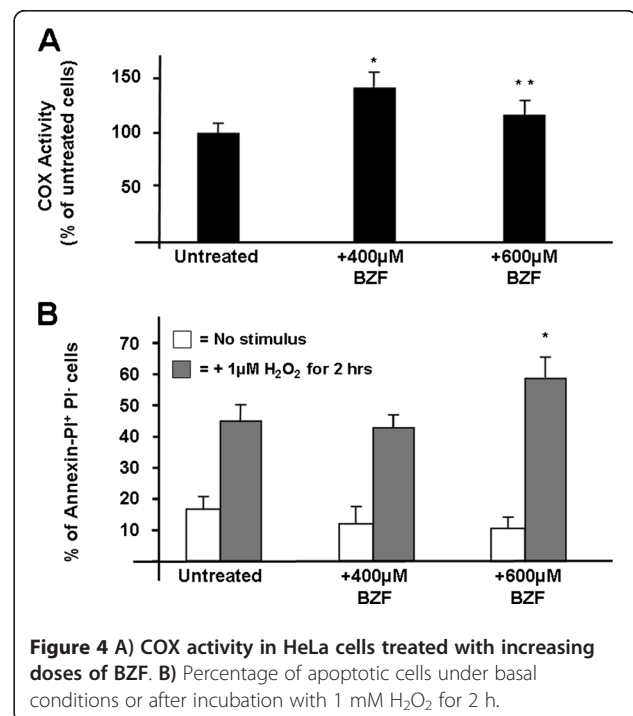 A
COX Activity
(% of untreated cells)
150
100
50
*
**
Untreated
+400µM
BZF
+600µM
BZF
B
% of Annexin-PI⁺ PI⁻ cells
70
60
50
40
30
20
10
= No stimulus
= + 1µM H₂O₂ for 2 hrs
*
Untreated
+400µM
BZF
+600µM
BZF
Figure 4 A) COX activity in HeLa cells treated with increasing
doses of BZF. B) Percentage of apoptotic cells under basal
conditions or after incubation with 1 mM H₂O₂ for 2 h.